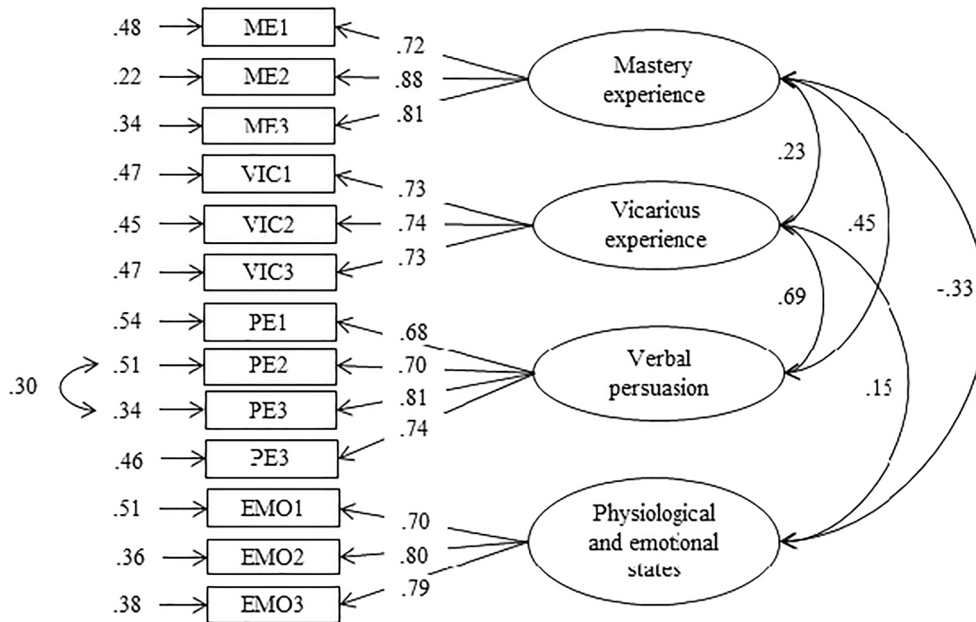 .48 ME1
.72
.22 ME2
.88
.34 ME3
.81
Mastery
experience
.47 VIC1
.73
.45 VIC2
.74
.47 VIC3
.73
Vicarious
experience
.54 PE1
.68
.51 PE2
.70
.34 PE3
.81
.46 PE3
.74
.30
Verbal
persuasion
.51 EMO1
.70
.36 EMO2
.80
.38 EMO3
.79
Physiological
and emotional
states
.23
.45
.69
-.33
.15